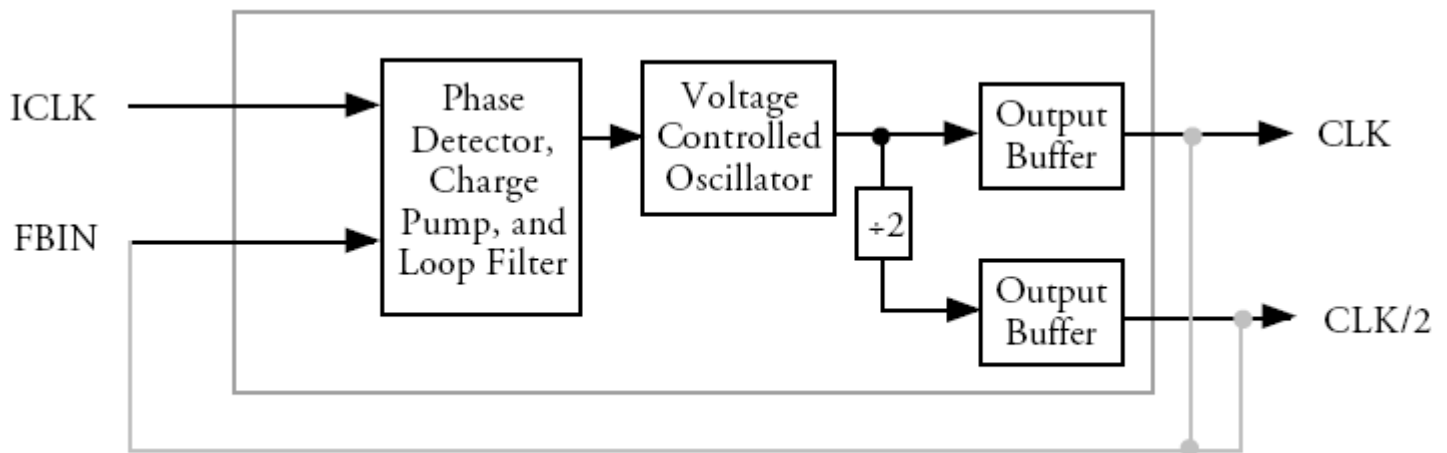 ICLK
FBIN
Phase
Detector,
Charge
Pump, and
Loop Filter
Voltage
Controlled
Oscillator
÷2
Output
Buffer
Output
Buffer
CLK
CLK/2